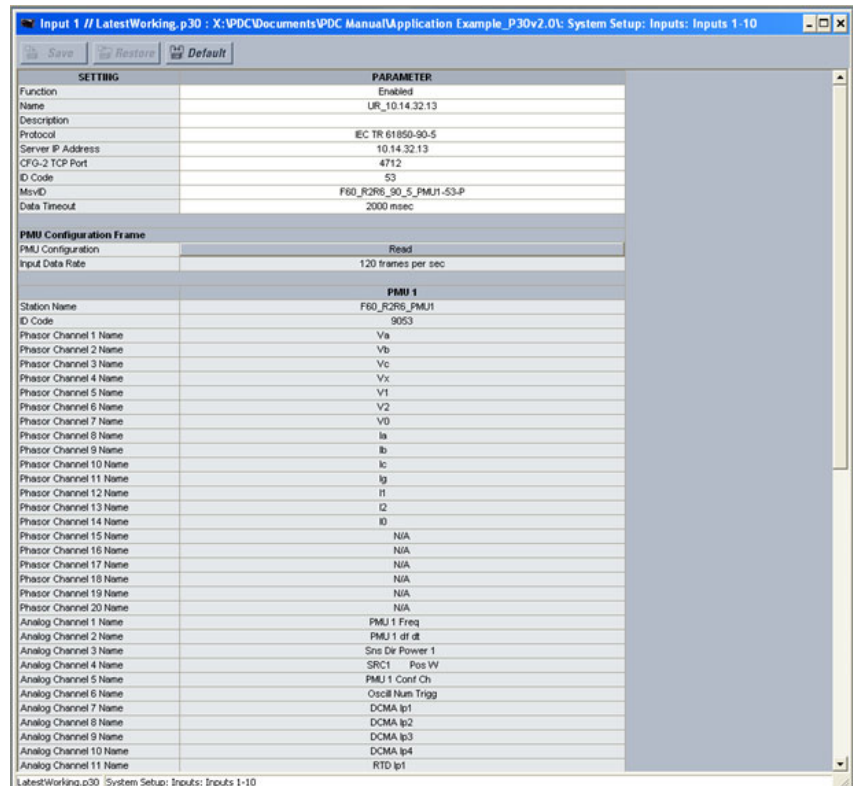 Input 1 // LatestWorking.p30 : X:\PDC\Documents\PDC Manual\Application Example_P30v2.0\: System Setup: Inputs: Inputs 1-10
Save Restore Default
SETTING PARAMETER
Function Enabled
Name UR_10.14.32.13
Description
Protocol IEC TR 61850-90-5
Server IP Address 10.14.32.13
CFG-2 TCP Port 4712
ID Code 53
MsvID F60_R2R6_90_5_PMU1-53-P
Data Timeout 2000 msec
PMU Configuration Frame
PMU Configuration Read
Input Data Rate 120 frames per sec
PMU 1
Station Name F60_R2R6_PMU1
ID Code 9053
Phasor Channel 1 Name Va
Phasor Channel 2 Name Vb
Phasor Channel 3 Name Vc
Phasor Channel 4 Name Vx
Phasor Channel 5 Name V1
Phasor Channel 6 Name V2
Phasor Channel 7 Name V0
Phasor Channel 8 Name Ia
Phasor Channel 9 Name Ib
Phasor Channel 10 Name Ic
Phasor Channel 11 Name Ig
Phasor Channel 12 Name I1
Phasor Channel 13 Name I2
Phasor Channel 14 Name I0
Phasor Channel 15 Name N/A
Phasor Channel 16 Name N/A
Phasor Channel 17 Name N/A
Phasor Channel 18 Name N/A
Phasor Channel 19 Name N/A
Phasor Channel 20 Name N/A
Analog Channel 1 Name PMU 1 Freq
Analog Channel 2 Name PMU 1 df dt
Analog Channel 3 Name Sns Dir Power 1
Analog Channel 4 Name SRC1 Pos W
Analog Channel 5 Name PMU 1 Conf Ch
Analog Channel 6 Name Oscill Num Trigg
Analog Channel 7 Name DCMA Ip1
Analog Channel 8 Name DCMA Ip2
Analog Channel 9 Name DCMA Ip3
Analog Channel 10 Name DCMA Ip4
Analog Channel 11 Name RTD Ip1
LatestWorking.p30 System Setup: Inputs: Inputs 1-10